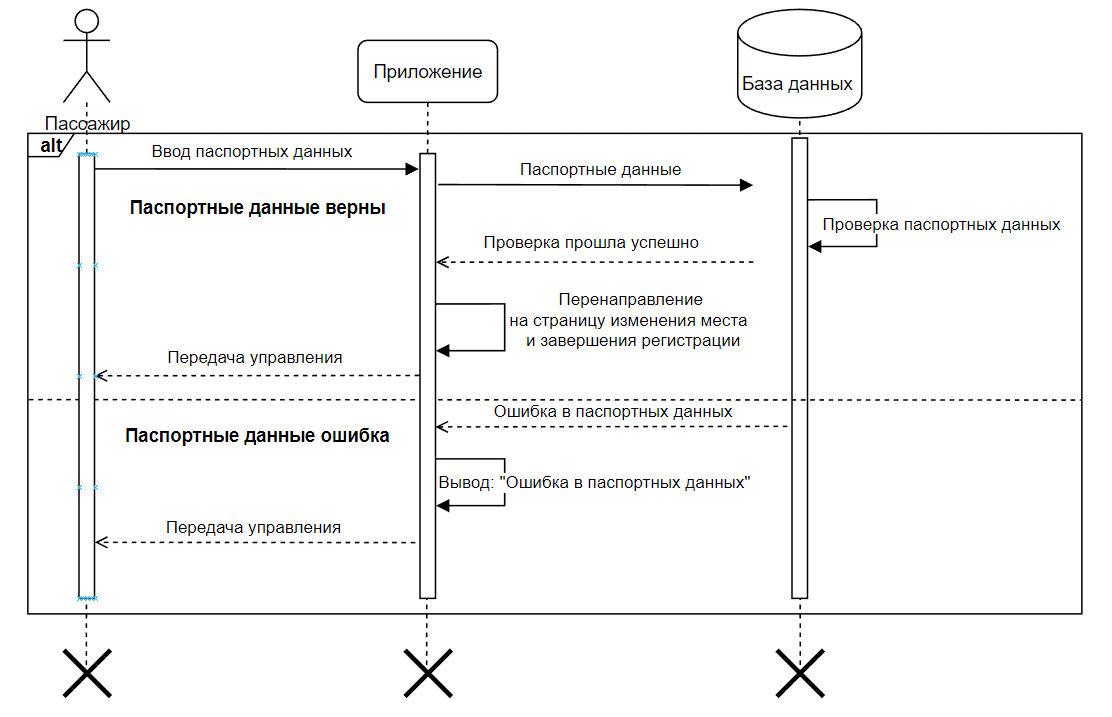 Приложение
База данных
Пассажир
alt
Ввод паспортных данных
Паспортные данные
Паспортные данные верны
Проверка паспортных данных
Проверка прошла успешно
Перенаправление
на страницу изменения места
и завершения регистрации
Передача управления
Ошибка в паспортных данных
Паспортные данные ошибка
Вывод: "Ошибка в паспортных данных"
Передача управления